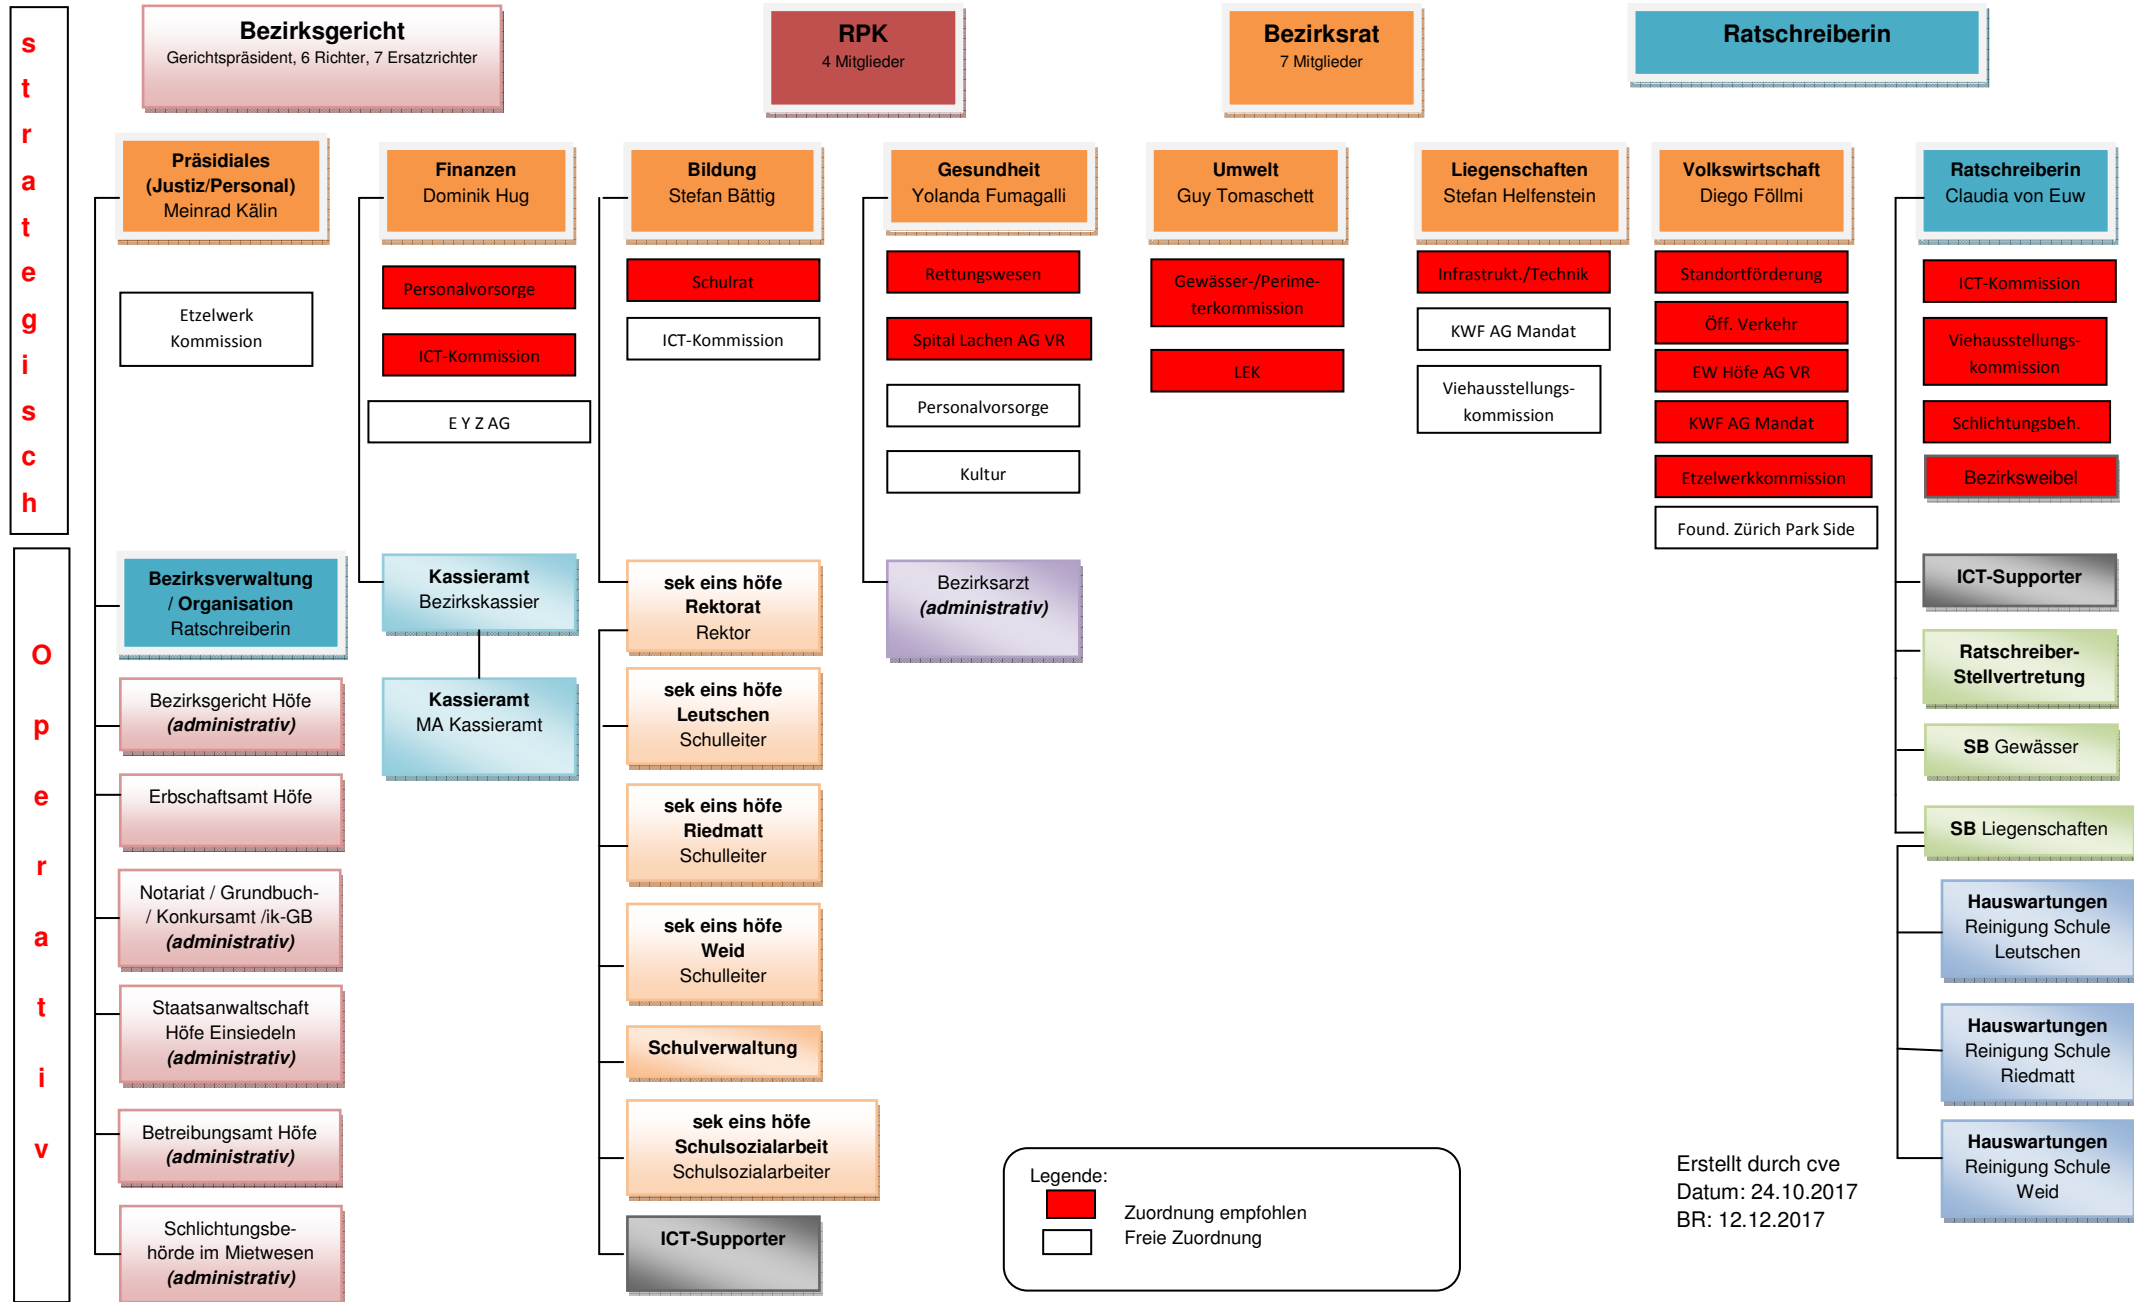 strategisch
Operativ
Bezirksgericht
Gerichtspräsident, 6 Richter, 7 Ersatzrichter
RPK
4 Mitglieder
Bezirksrat
7 Mitglieder
Ratschreiberin
Präsidiales
(Justiz/Personal)
Meinrad Kälin
Etzelwerk
Kommission
Finanzen
Dominik Hug
Personalvorsorge
ICT-Kommission
E Y Z AG
Bildung
Stefan Bättig
Schulrat
ICT-Kommission
Gesundheit
Yolanda Fumagalli
Rettungswesen
Spital Lachen AG VR
Personalvorsorge
Kultur
Umwelt
Guy Tomaschett
Gewässer-/Perime-
terkommission
LEK
Liegenschaften
Stefan Helfenstein
Infrastrukt./Technik
KWF AG Mandat
Viehausstellungs-
kommission
Volkswirtschaft
Diego Föllmi
Standortförderung
Öff. Verkehr
EW Höfe AG VR
KWF AG Mandat
Etzelwerkkommission
Found. Zürich Park Side
Ratschreiberin
Claudia von Euw
ICT-Kommission
Viehausstellungs-
kommission
Schlichtungsbeh.
Bezirksweibel
Bezirksverwaltung
/ Organisation
Ratschreiberin
Bezirksgericht Höfe
(administrativ)
Erbschaftsamt Höfe
Notariat / Grundbuch-
/ Konkursamt /ik-GB
(administrativ)
Staatsanwaltschaft
Höfe Einsiedeln
(administrativ)
Betreibungsamt Höfe
(administrativ)
Schlichtungsbe-
hörde im Mietwesen
(administrativ)
Kassieramt
Bezirkskassier
Kassieramt
MA Kassieramt
sek eins höfe
Rektorat
Rektor
sek eins höfe
Leutschen
Schulleiter
sek eins höfe
Riedmatt
Schulleiter
sek eins höfe
Weid
Schulleiter
Schulverwaltung
sek eins höfe
Schulsozialarbeit
Schulsozialarbeiter
ICT-Supporter
Bezirksarzt
(administrativ)
ICT-Supporter
Ratschreiber-
Stellvertretung
SB Gewässer
SB Liegenschaften
Hauswartungen
Reinigung Schule
Leutschen
Hauswartungen
Reinigung Schule
Riedmatt
Hauswartungen
Reinigung Schule
Weid
Legende:
Zuordnung empfohlen
Freie Zuordnung
Erstellt durch cve
Datum: 24.10.2017
BR: 12.12.2017